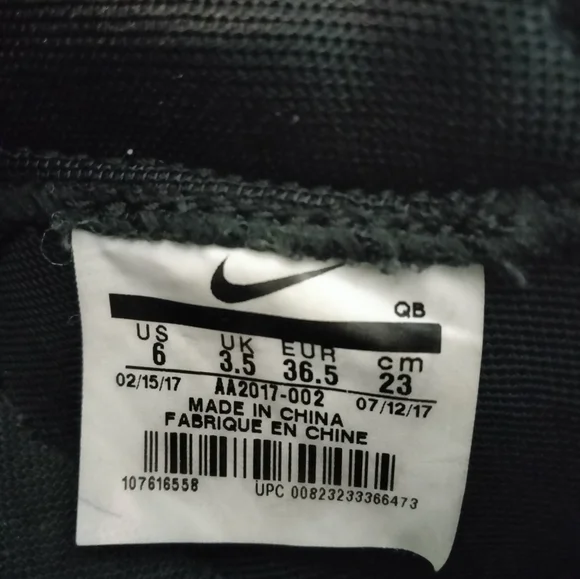 QB
US UK EUR cm
6 3.5 36.5 23
02/15/17 AA2017-002 07/12/17
MADE IN CHINA
FABRIQUE EN CHINE
107616558 UPC 00823233366473